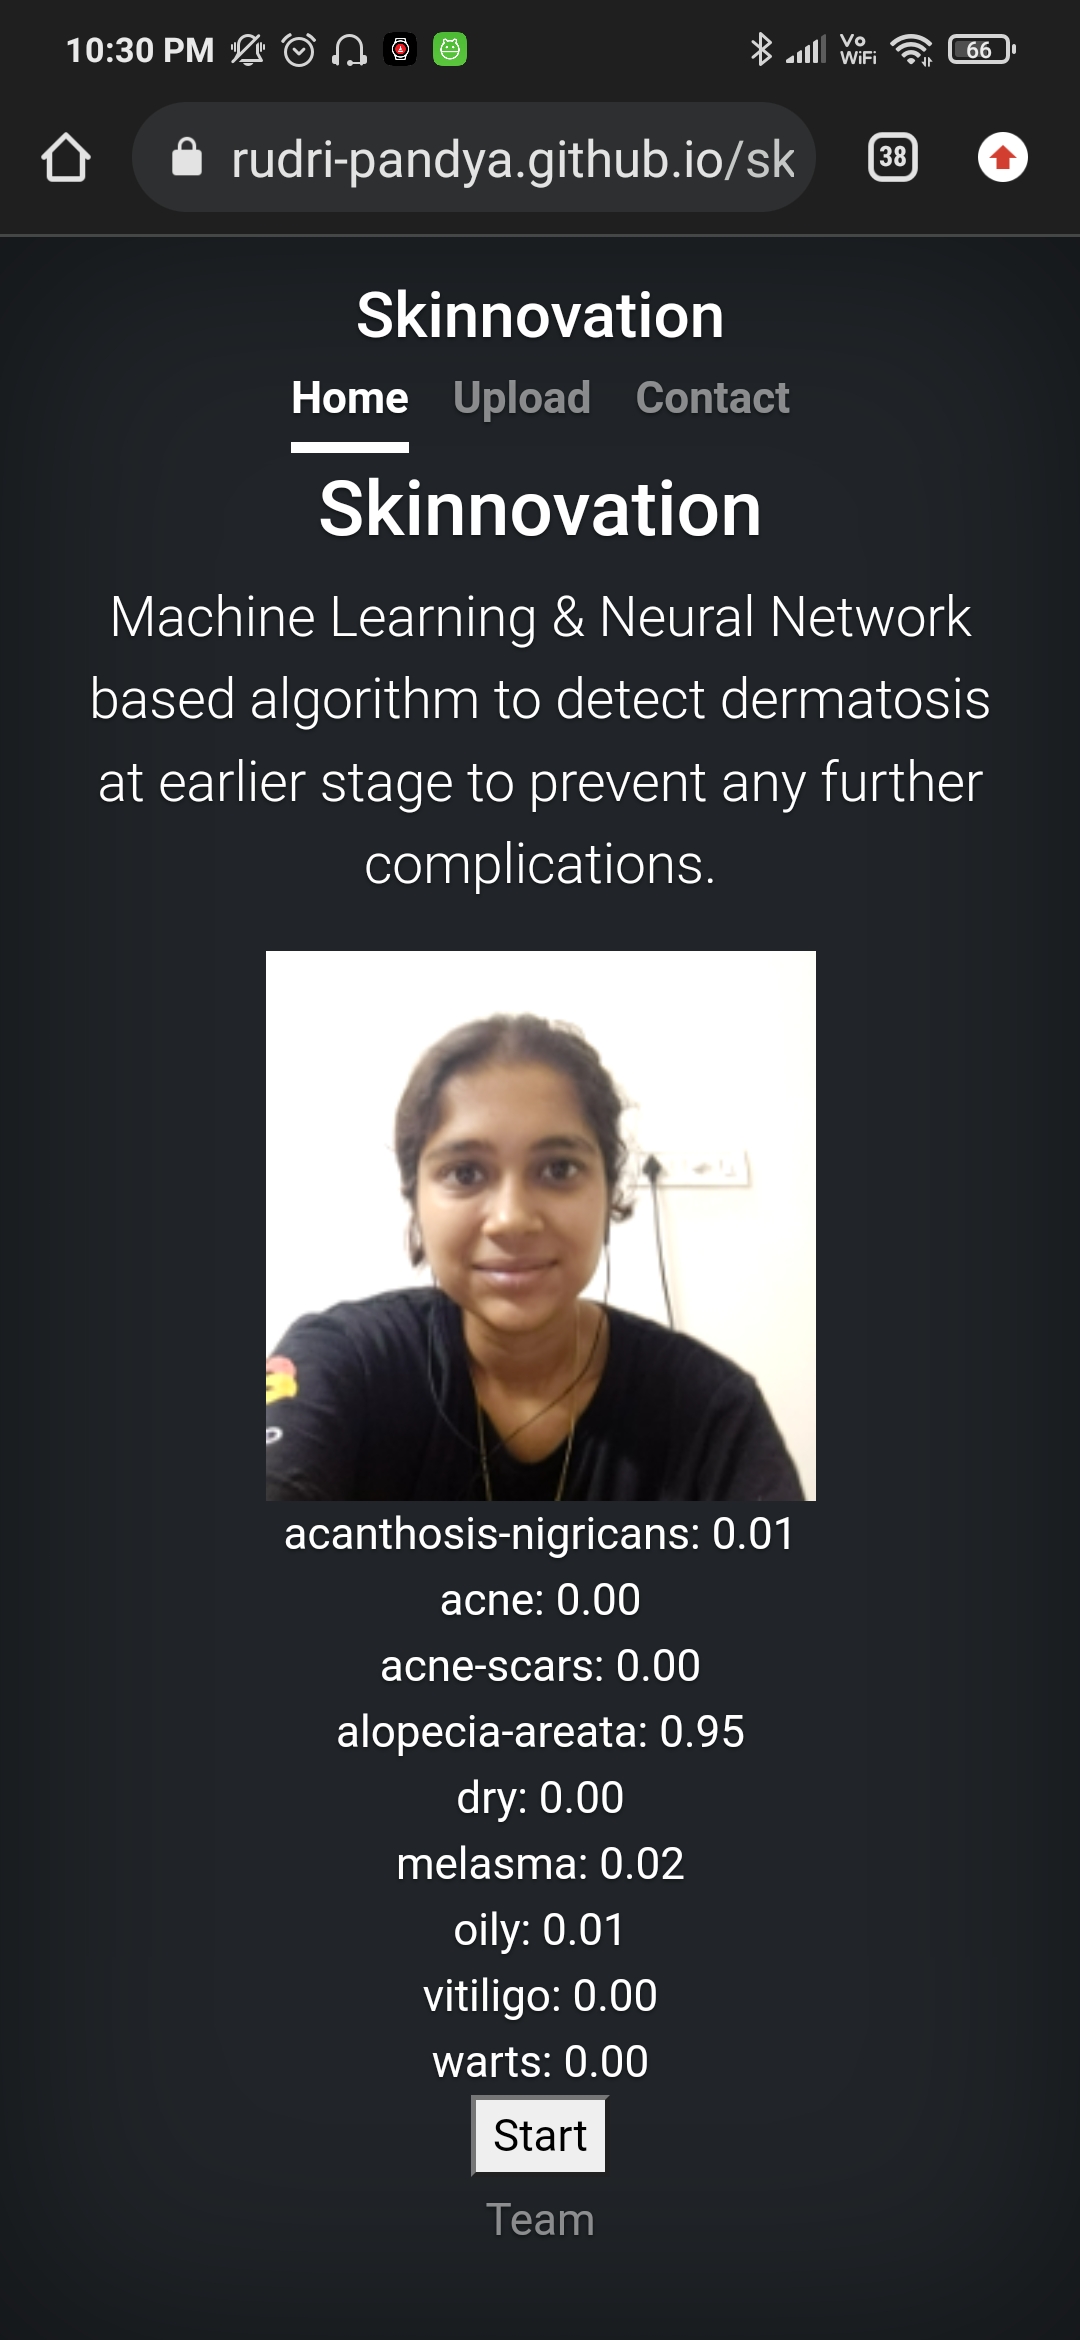 10:30 PM
Vo
WiFi
66
rudri-pandya.github.io/sk
38
Skinnovation
Home Upload Contact
Skinnovation
Machine Learning & Neural Network
based algorithm to detect dermatosis
at earlier stage to prevent any further
complications.
acanthosis-nigricans: 0.01
acne: 0.00
acne-scars: 0.00
alopecia-areata: 0.95
dry: 0.00
melasma: 0.02
oily: 0.01
vitiligo: 0.00
warts: 0.00
Start
Team